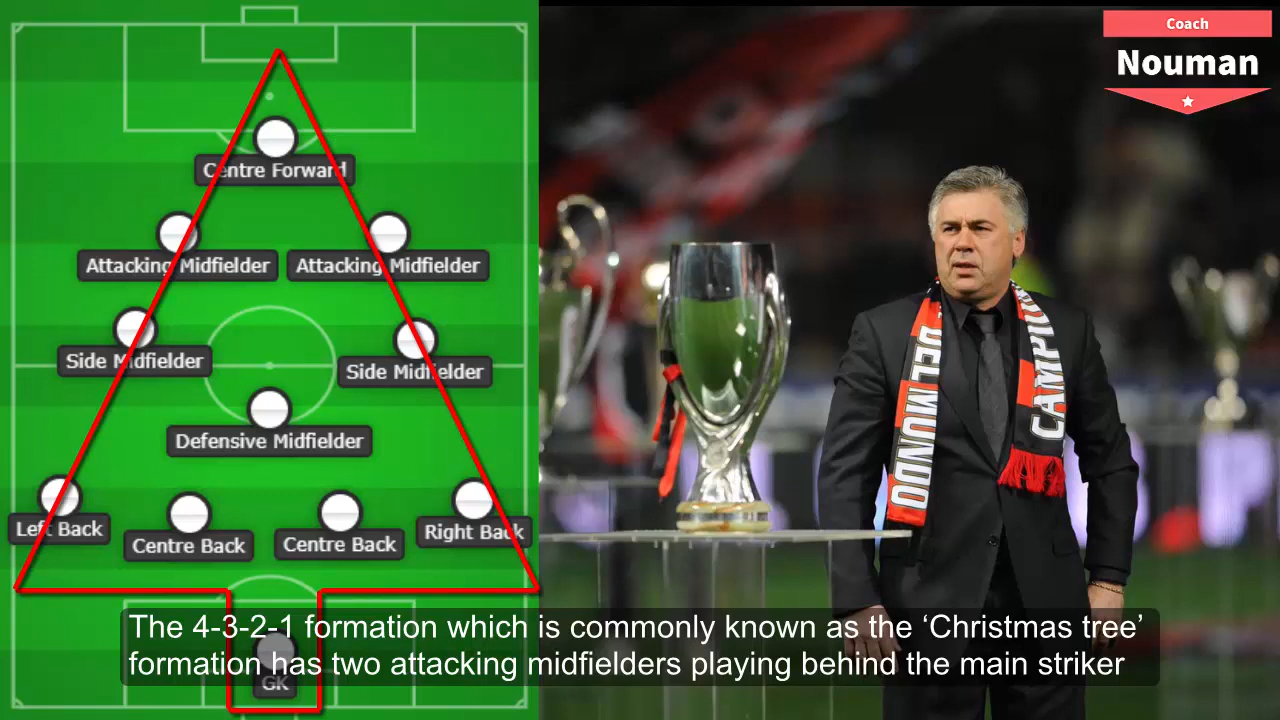 Coach
Nouman
Centre Forward
Attacking Midfielder
Attacking Midfielder
Side Midfielder
Side Midfielder
Defensive Midfielder
Left Back
Centre Back
Centre Back
Right Back
GK
DEL MUNDO
CAMPIO
The 4-3-2-1 formation which is commonly known as the ‘Christmas tree’
formation has two attacking midfielders playing behind the main striker